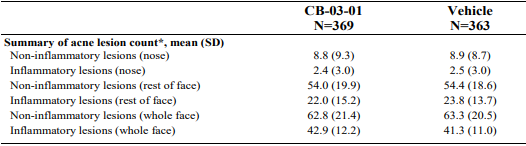 CB-03-01 Vehicle
N=369 N=363
Summary of acne lesion count*, mean (SD)
Non-inflammatory lesions (nose) 8.8 (9.3) 8.9 (8.7)
Inflammatory lesions (nose) 2.4 (3.0) 2.5 (3.0)
Non-inflammatory lesions (rest of face) 54.0 (19.9) 54.4 (18.6)
Inflammatory lesions (rest of face) 22.0 (15.2) 23.8 (13.7)
Non-inflammatory lesions (whole face) 62.8 (21.4) 63.3 (20.5)
Inflammatory lesions (whole face) 42.9 (12.2) 41.3 (11.0)